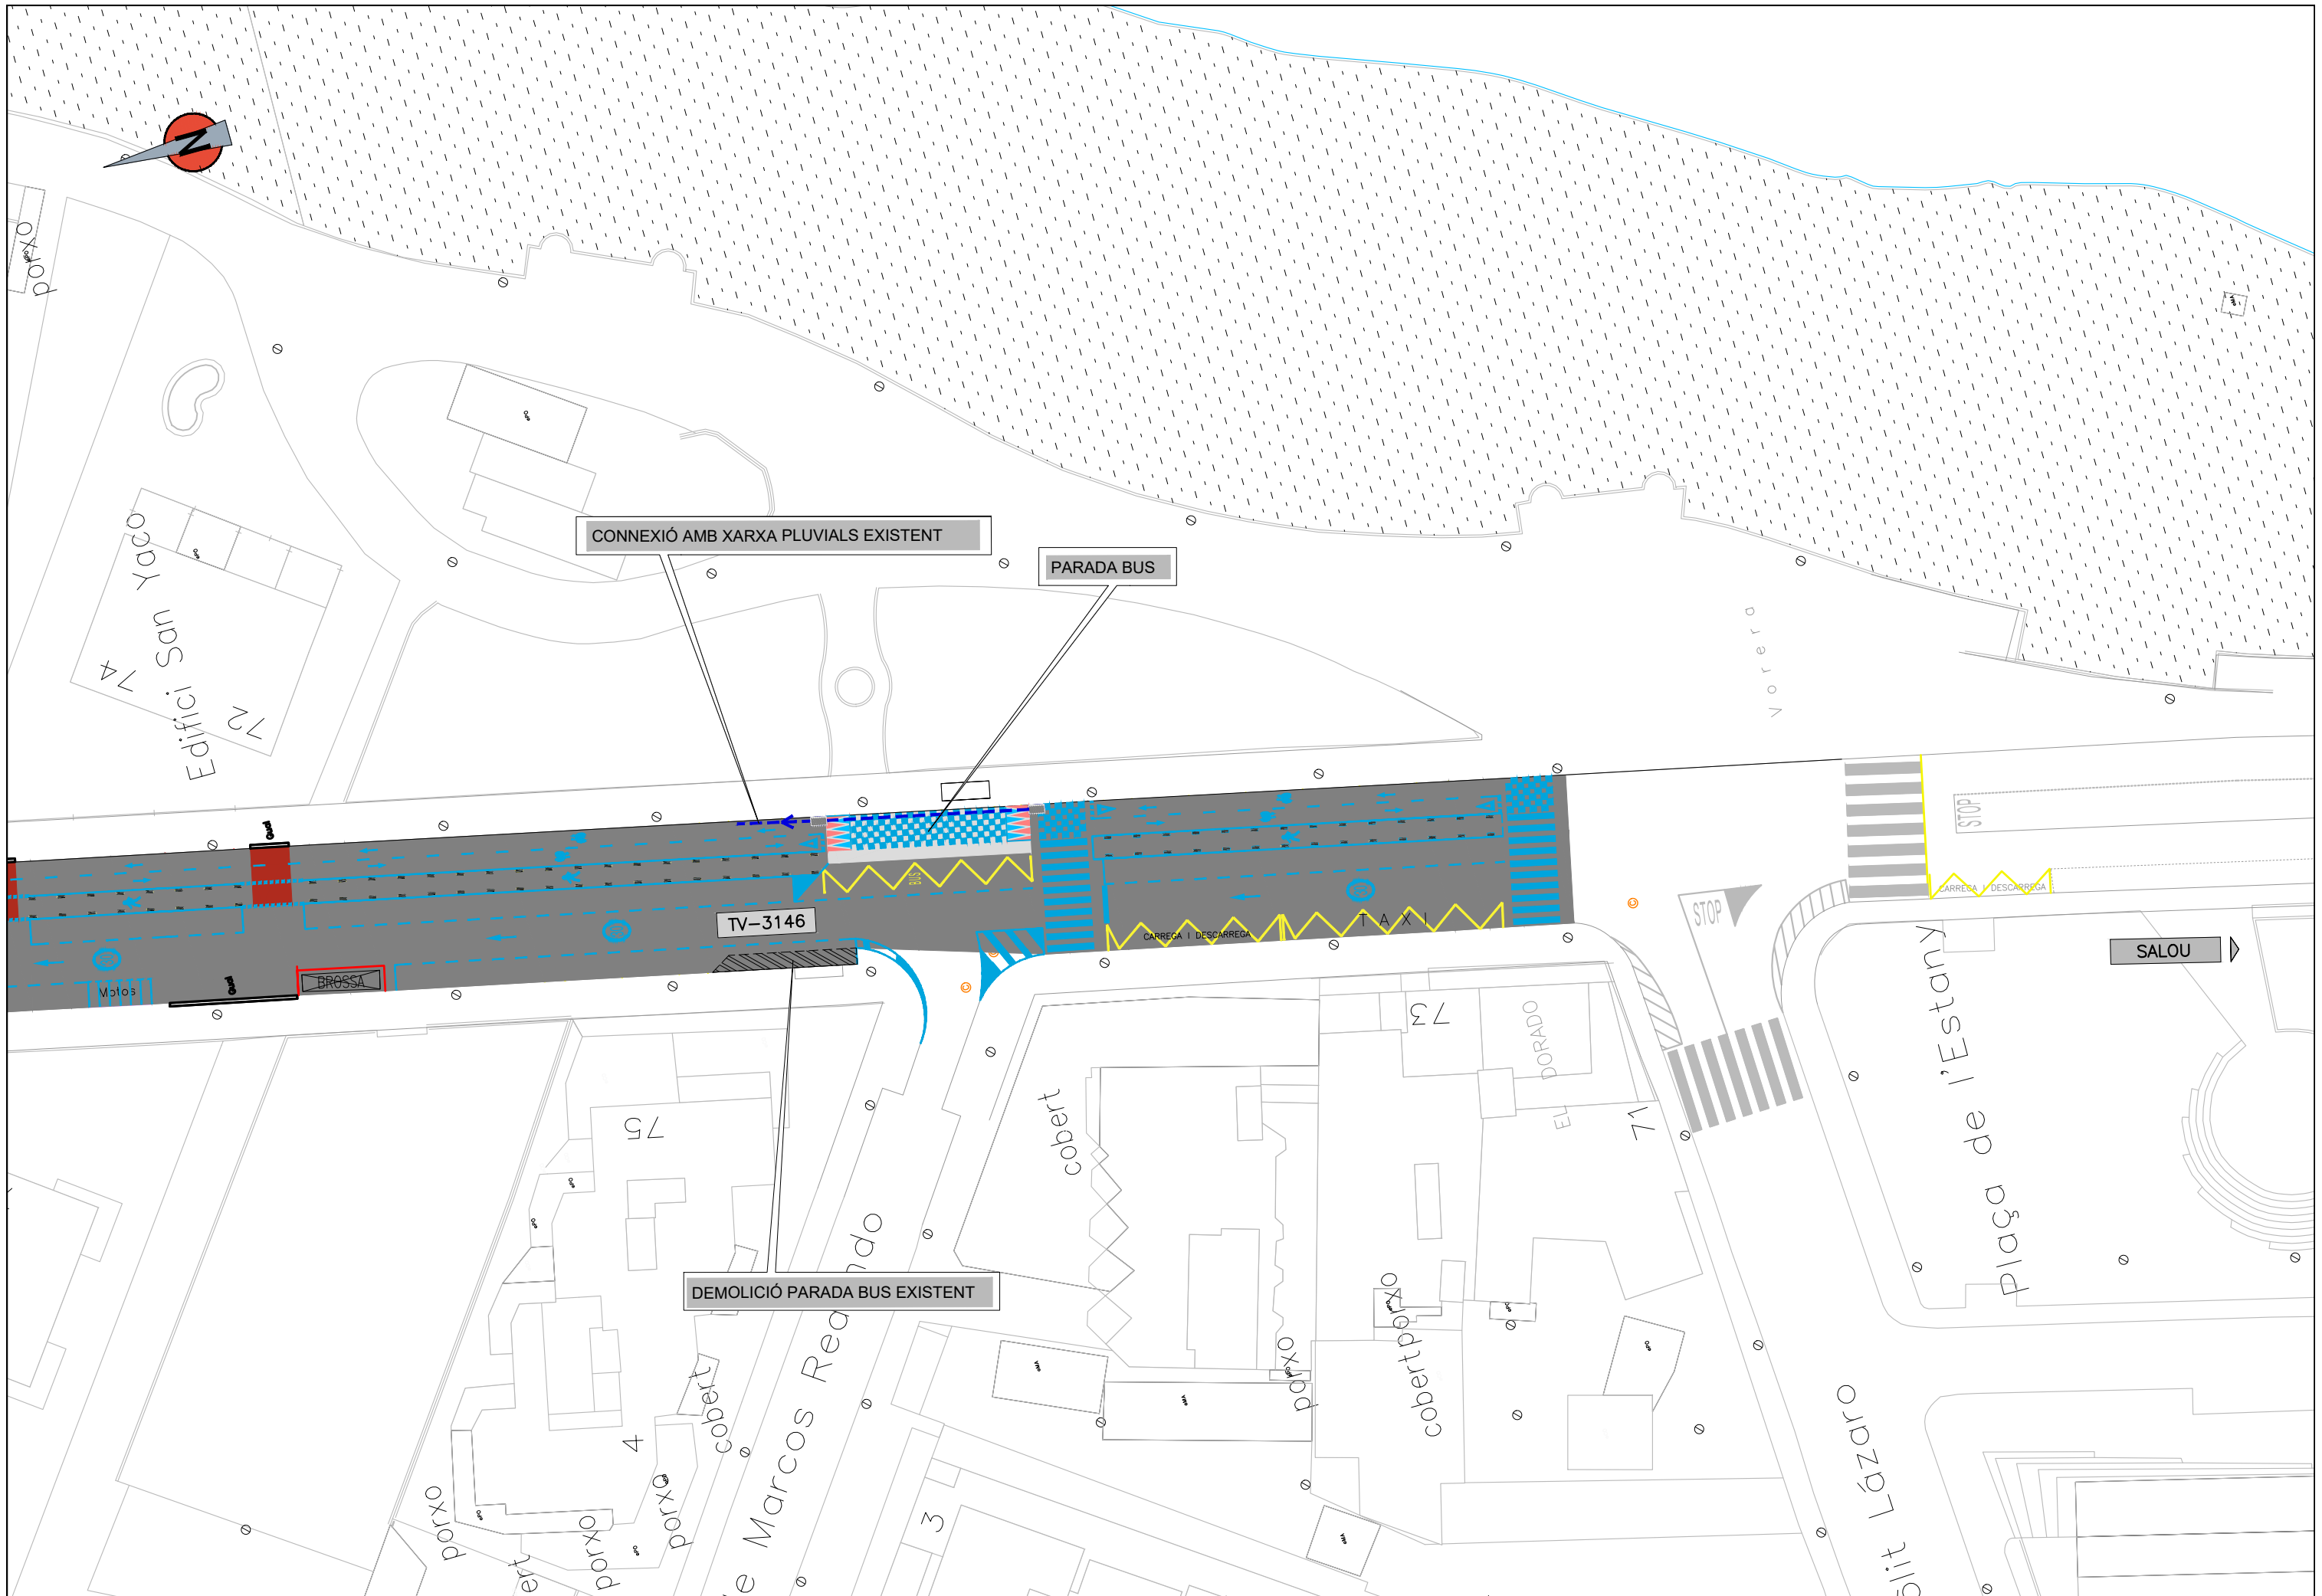 N
porxo
CONNEXIÓ AMB XARXA PLUVIALS EXISTENT
PARADA BUS
Edifici San Yaco
74
72
Vorera
gual
BUS
TV-3146
TAXI
CARREGA I DESCARREGA
STOP
STOP
CARREGA I DESCARREGA
SALOU
Motos
gual
BROSSA
73
EL DORADO
71
Plaça de l'Estany
75
cobert
DEMOLICIÓ PARADA BUS EXISTENT
porxo
cobert
porxo
cobert
4
porxo
porxo
porxo
3